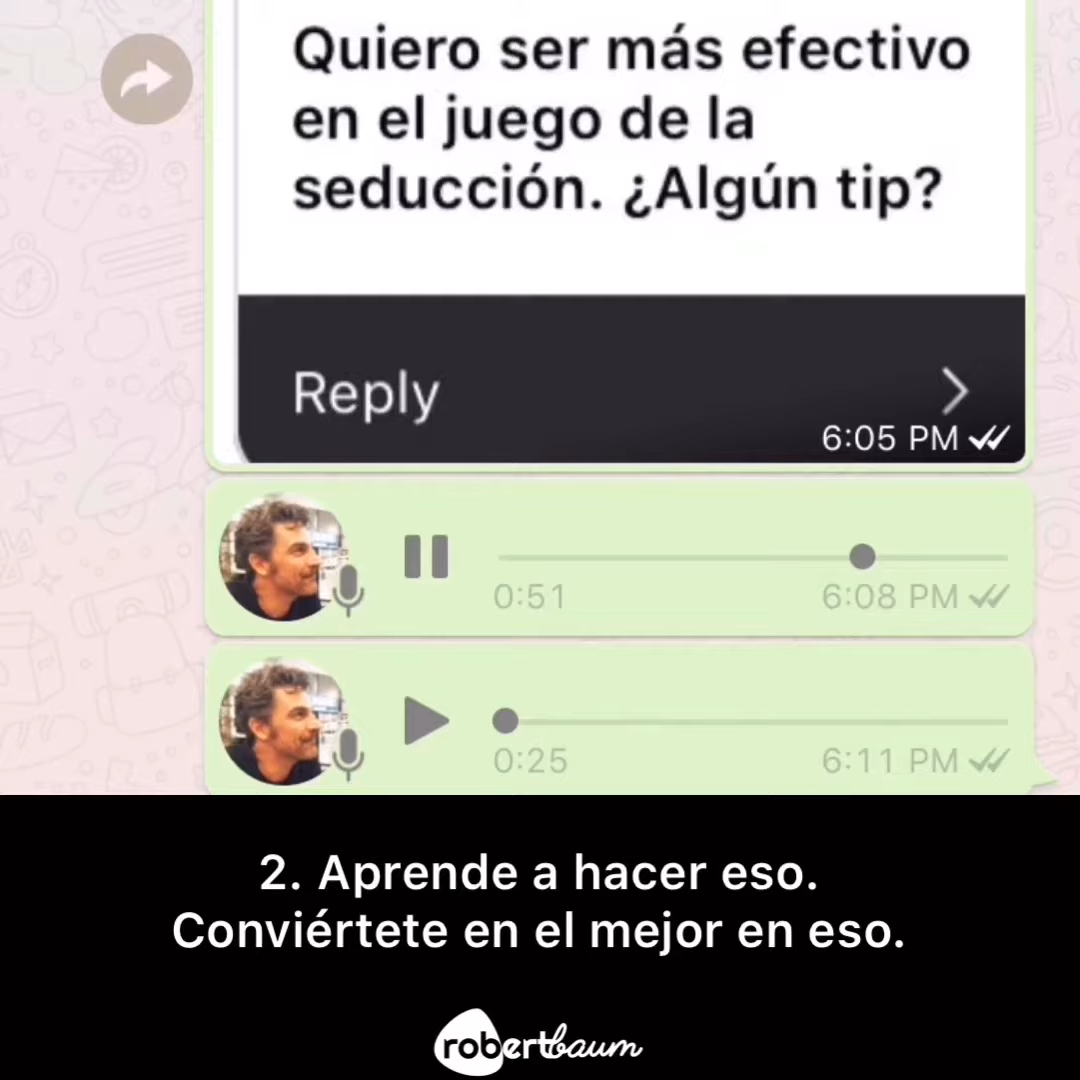 Quiero ser más efectivo
en el juego de la
seducción. ¿Algún tip?
Reply
6:05 PM
0:51
6:08 PM
0:25
6:11 PM
2. Aprende a hacer eso.
Conviértete en el mejor en eso.
robertbaum